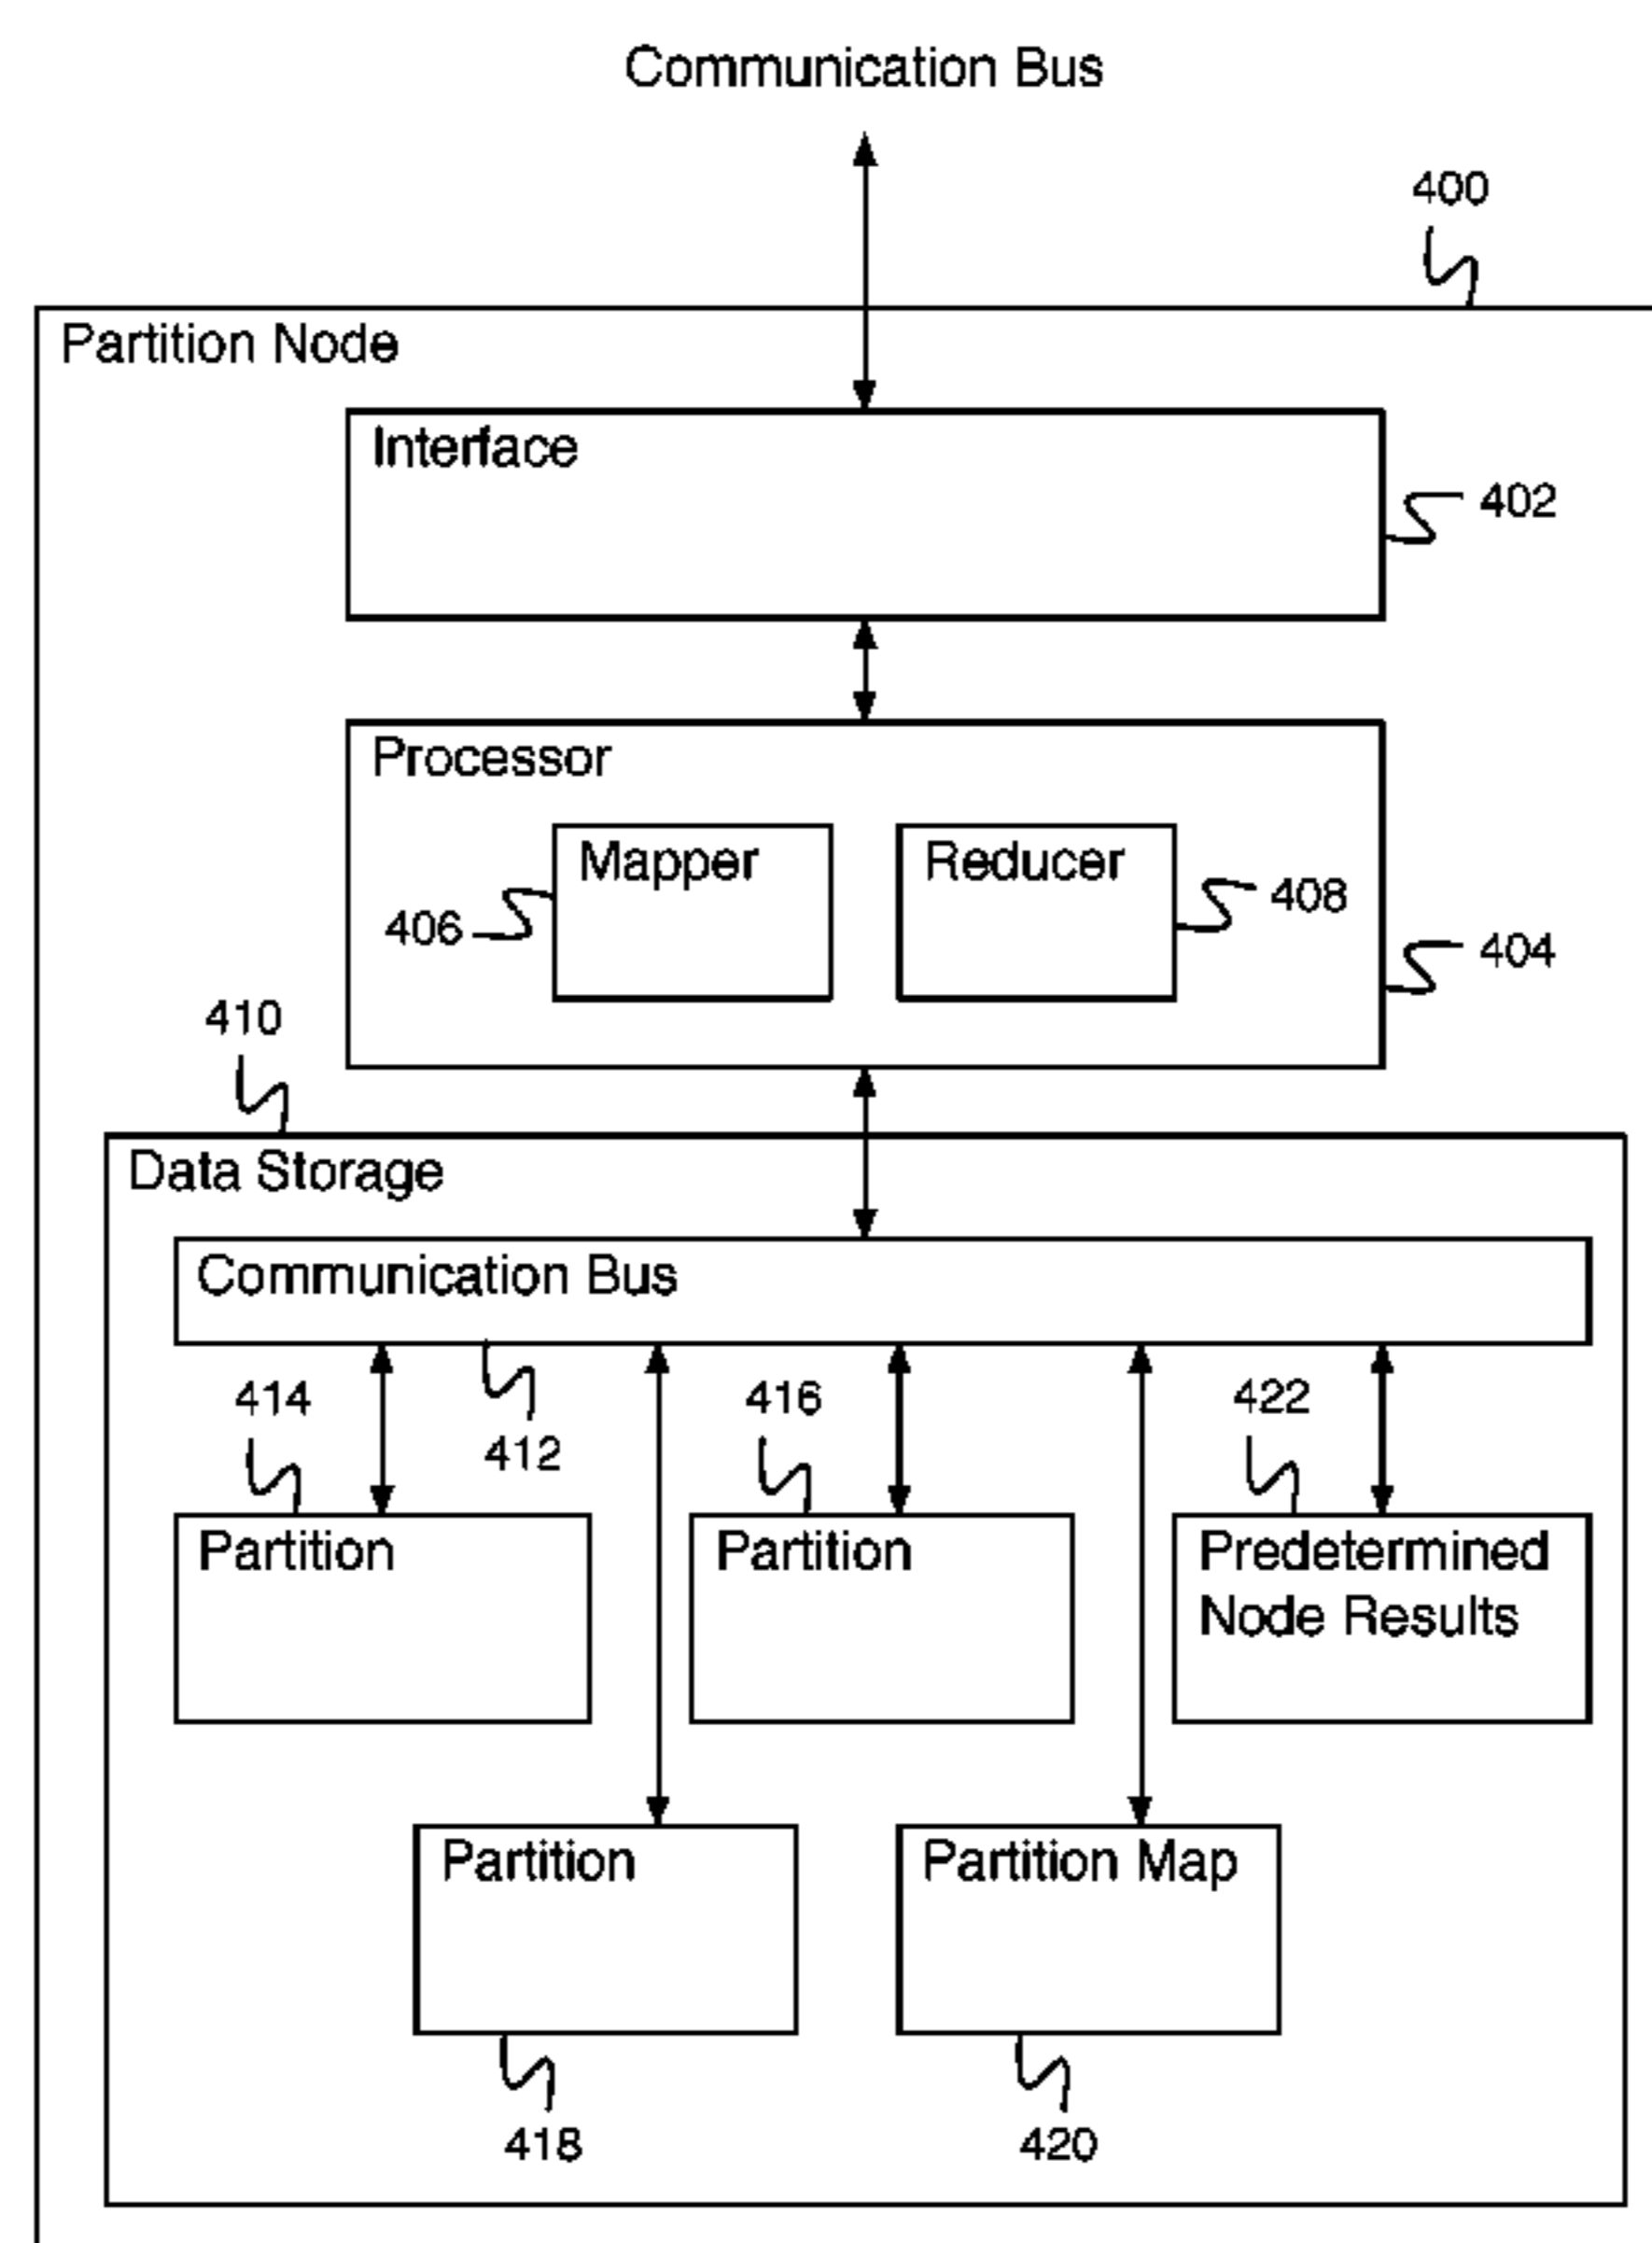 Communication Bus
400
Partition Node
Interface
402
Processor
Mapper
Reducer
406
408
404
410
Data Storage
Communication Bus
414
412
416
422
Partition
Partition
Predetermined
Node Results
Partition
Partition Map
418
420